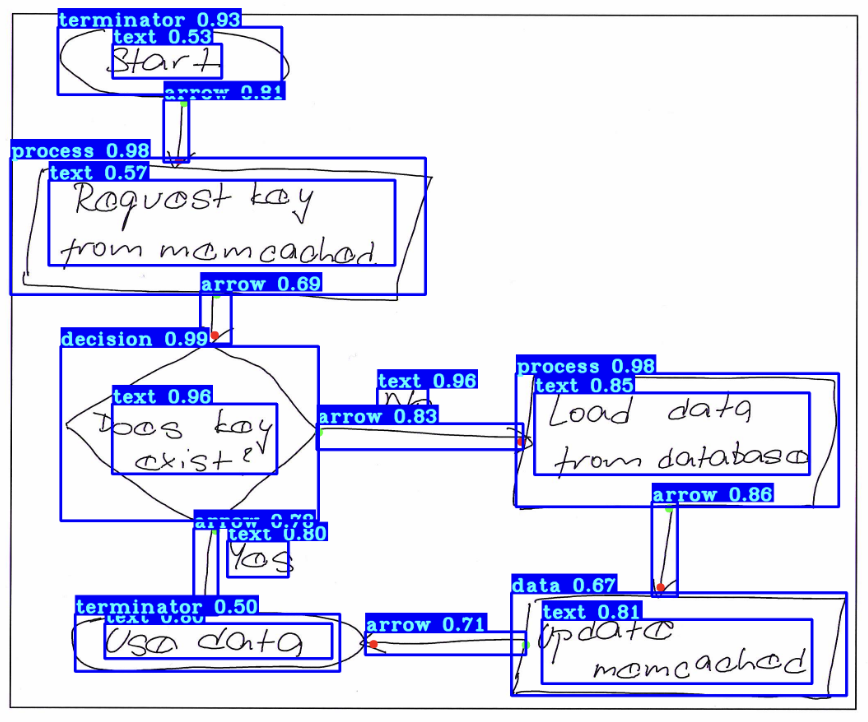 terminator 0.93
text 0.53
Start
arrow 0.81
process 0.98
text 0.57
Request key
from memcached
arrow 0.69
decision 0.99
text 0.96
Does key
exist?
text 0.96
No
arrow 0.83
process 0.98
text 0.85
Load data
from database
arrow 0.86
arrow 0.78
text 0.80
Yes
terminator 0.50
text 0.80
Use data
arrow 0.71
data 0.67
text 0.81
Update
memcached